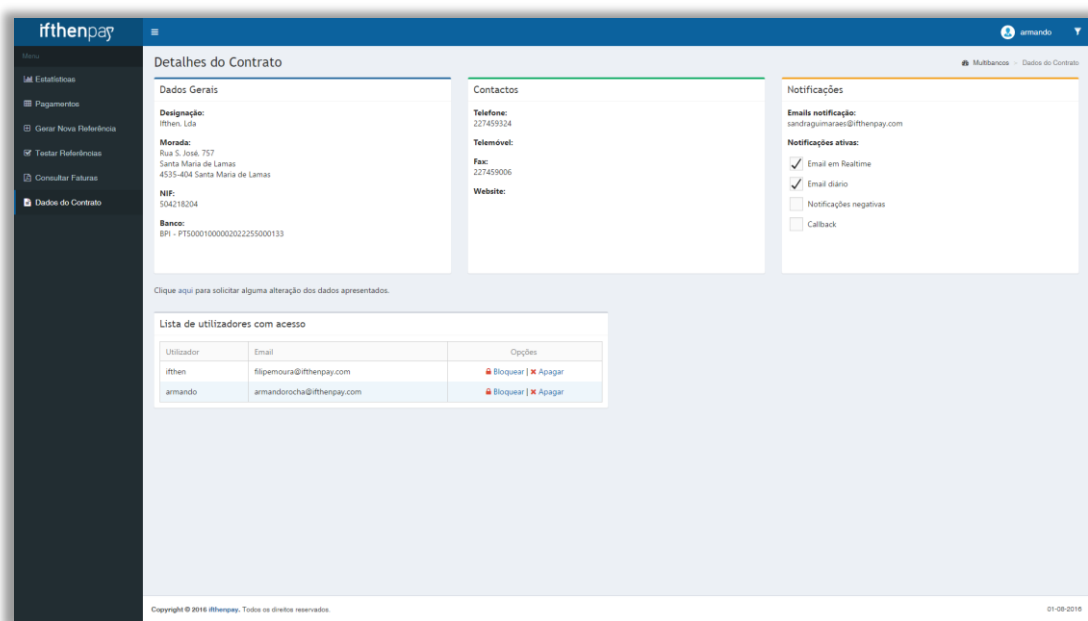 ifthenpay
armando
Menu
Estatísticas
Pagamentos
Gerar Nova Referência
Testar Referências
Consultar Faturas
Dados do Contrato
Detalhes do Contrato
Multibancos > Dados do Contrato
Dados Gerais
Designação:
Ifthen, Lda
Morada:
Rua S. José, 757
Santa Maria de Lamas
4535-404 Santa Maria de Lamas
NIF:
504218204
Banco:
Contactos
Telefone:
227459324
Telemóvel:
Fax:
227459006
Website:
Notificações
Emails notificação:
sandraguimaraes@ifthenpay.com
Notificações ativas:
Email em Realtime
Email diário
Notificações negativas
Callback
Clique aqui para solicitar alguma alteração dos dados apresentados.
Lista de utilizadores com acesso
Utilizador Email Opções
ifthen filipemoura@ifthenpay.com Bloquear | Apagar
armando armandorocha@ifthenpay.com Bloquear | Apagar
Copyright © 2016 ifthenpay. Todos os direitos reservados.
01-08-2016